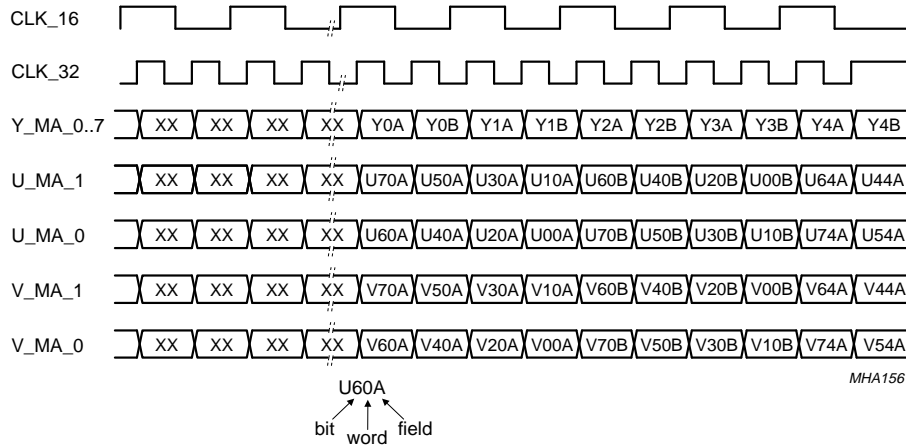 CLK_16
CLK_32
Y_MA_0..7 XX XX XX XX Y0A Y0B Y1A Y1B Y2A Y2B Y3A Y3B Y4A Y4B
U_MA_1 XX XX XX XX U70A U50A U30A U10A U60B U40B U20B U00B U64A U44A
U_MA_0 XX XX XX XX U60A U40A U20A U00A U70B U50B U30B U10B U74A U54A
V_MA_1 XX XX XX XX V70A V50A V30A V10A V60B V40B V20B V00B V64A V44A
V_MA_0 XX XX XX XX V60A V40A V20A V00A V70B V50B V30B V10B V74A V54A
MHA156
U60A
bit word field